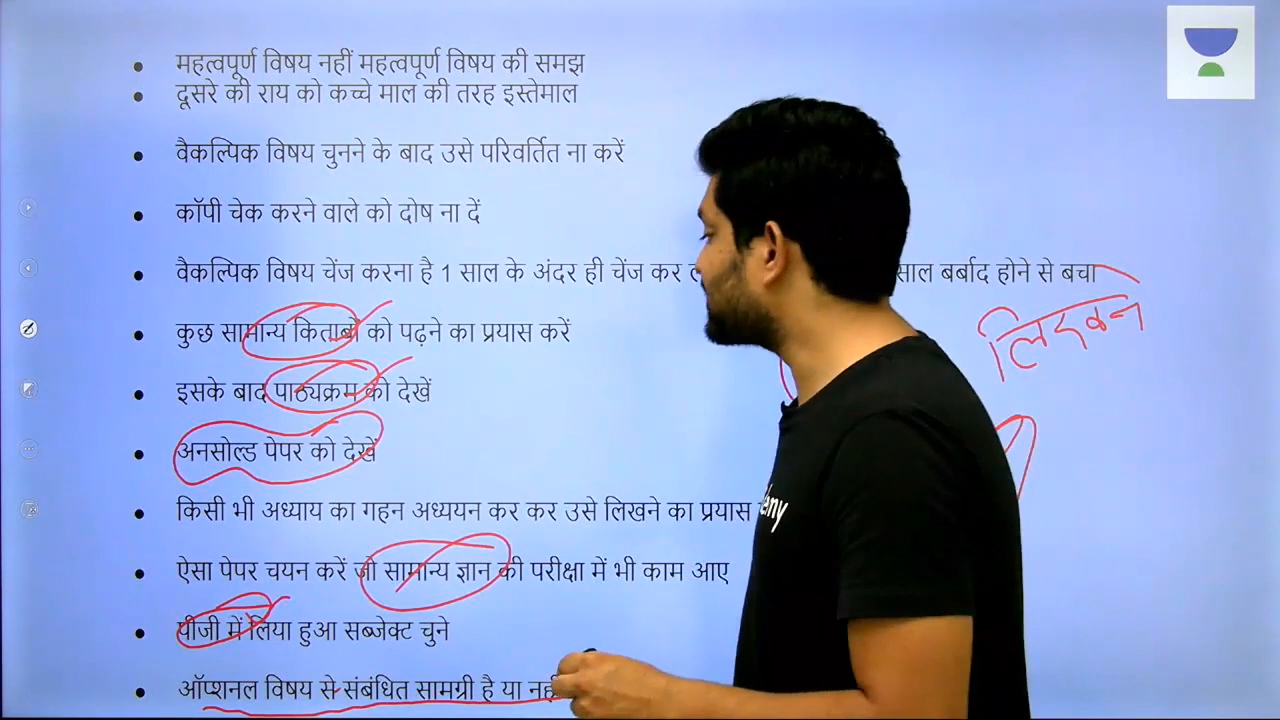 महत्वपूर्ण विषय नहीं महत्वपूर्ण विषय की समझ
दूसरे की राय को कच्चे माल की तरह इस्तेमाल
वैकल्पिक विषय चुनने के बाद उसे परिवर्तित ना करें
कॉपी चेक करने वाले को दोष ना दें
वैकल्पिक विषय चेंज करना है 1 साल के अंदर ही चेंज कर साल बर्बाद होने से बचा
कुछ सामान्य किताबों को पढ़ने का प्रयास करें
लिखन
इसके बाद पाठ्यक्रम को देखें
अनसोल्ड पेपर को देखें
किसी भी अध्याय का गहन अध्ययन कर कर उसे लिखने का प्रयास
ऐसा पेपर चयन करें जो सामान्य ज्ञान की परीक्षा में भी काम आए
पीजी में लिया हुआ सब्जेक्ट चुने
ऑप्शनल विषय से संबंधित सामग्री है या नहीं